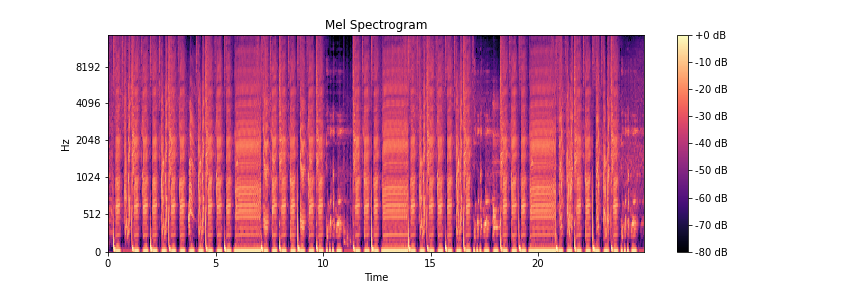 Mel Spectrogram
Hz
8192
4096
2048
1024
512
0
0 5 10 15 20
Time
+0 dB
-10 dB
-20 dB
-30 dB
-40 dB
-50 dB
-60 dB
-70 dB
-80 dB